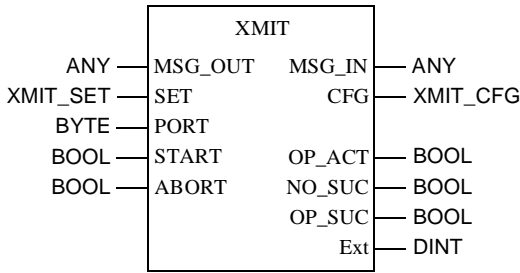 XMIT
ANY MSG_OUT MSG_IN ANY
XMIT_SET SET CFG XMIT_CFG
BYTE PORT
BOOL START OP_ACT BOOL
BOOL ABORT NO_SUC BOOL
OP_SUC BOOL
Ext DINT